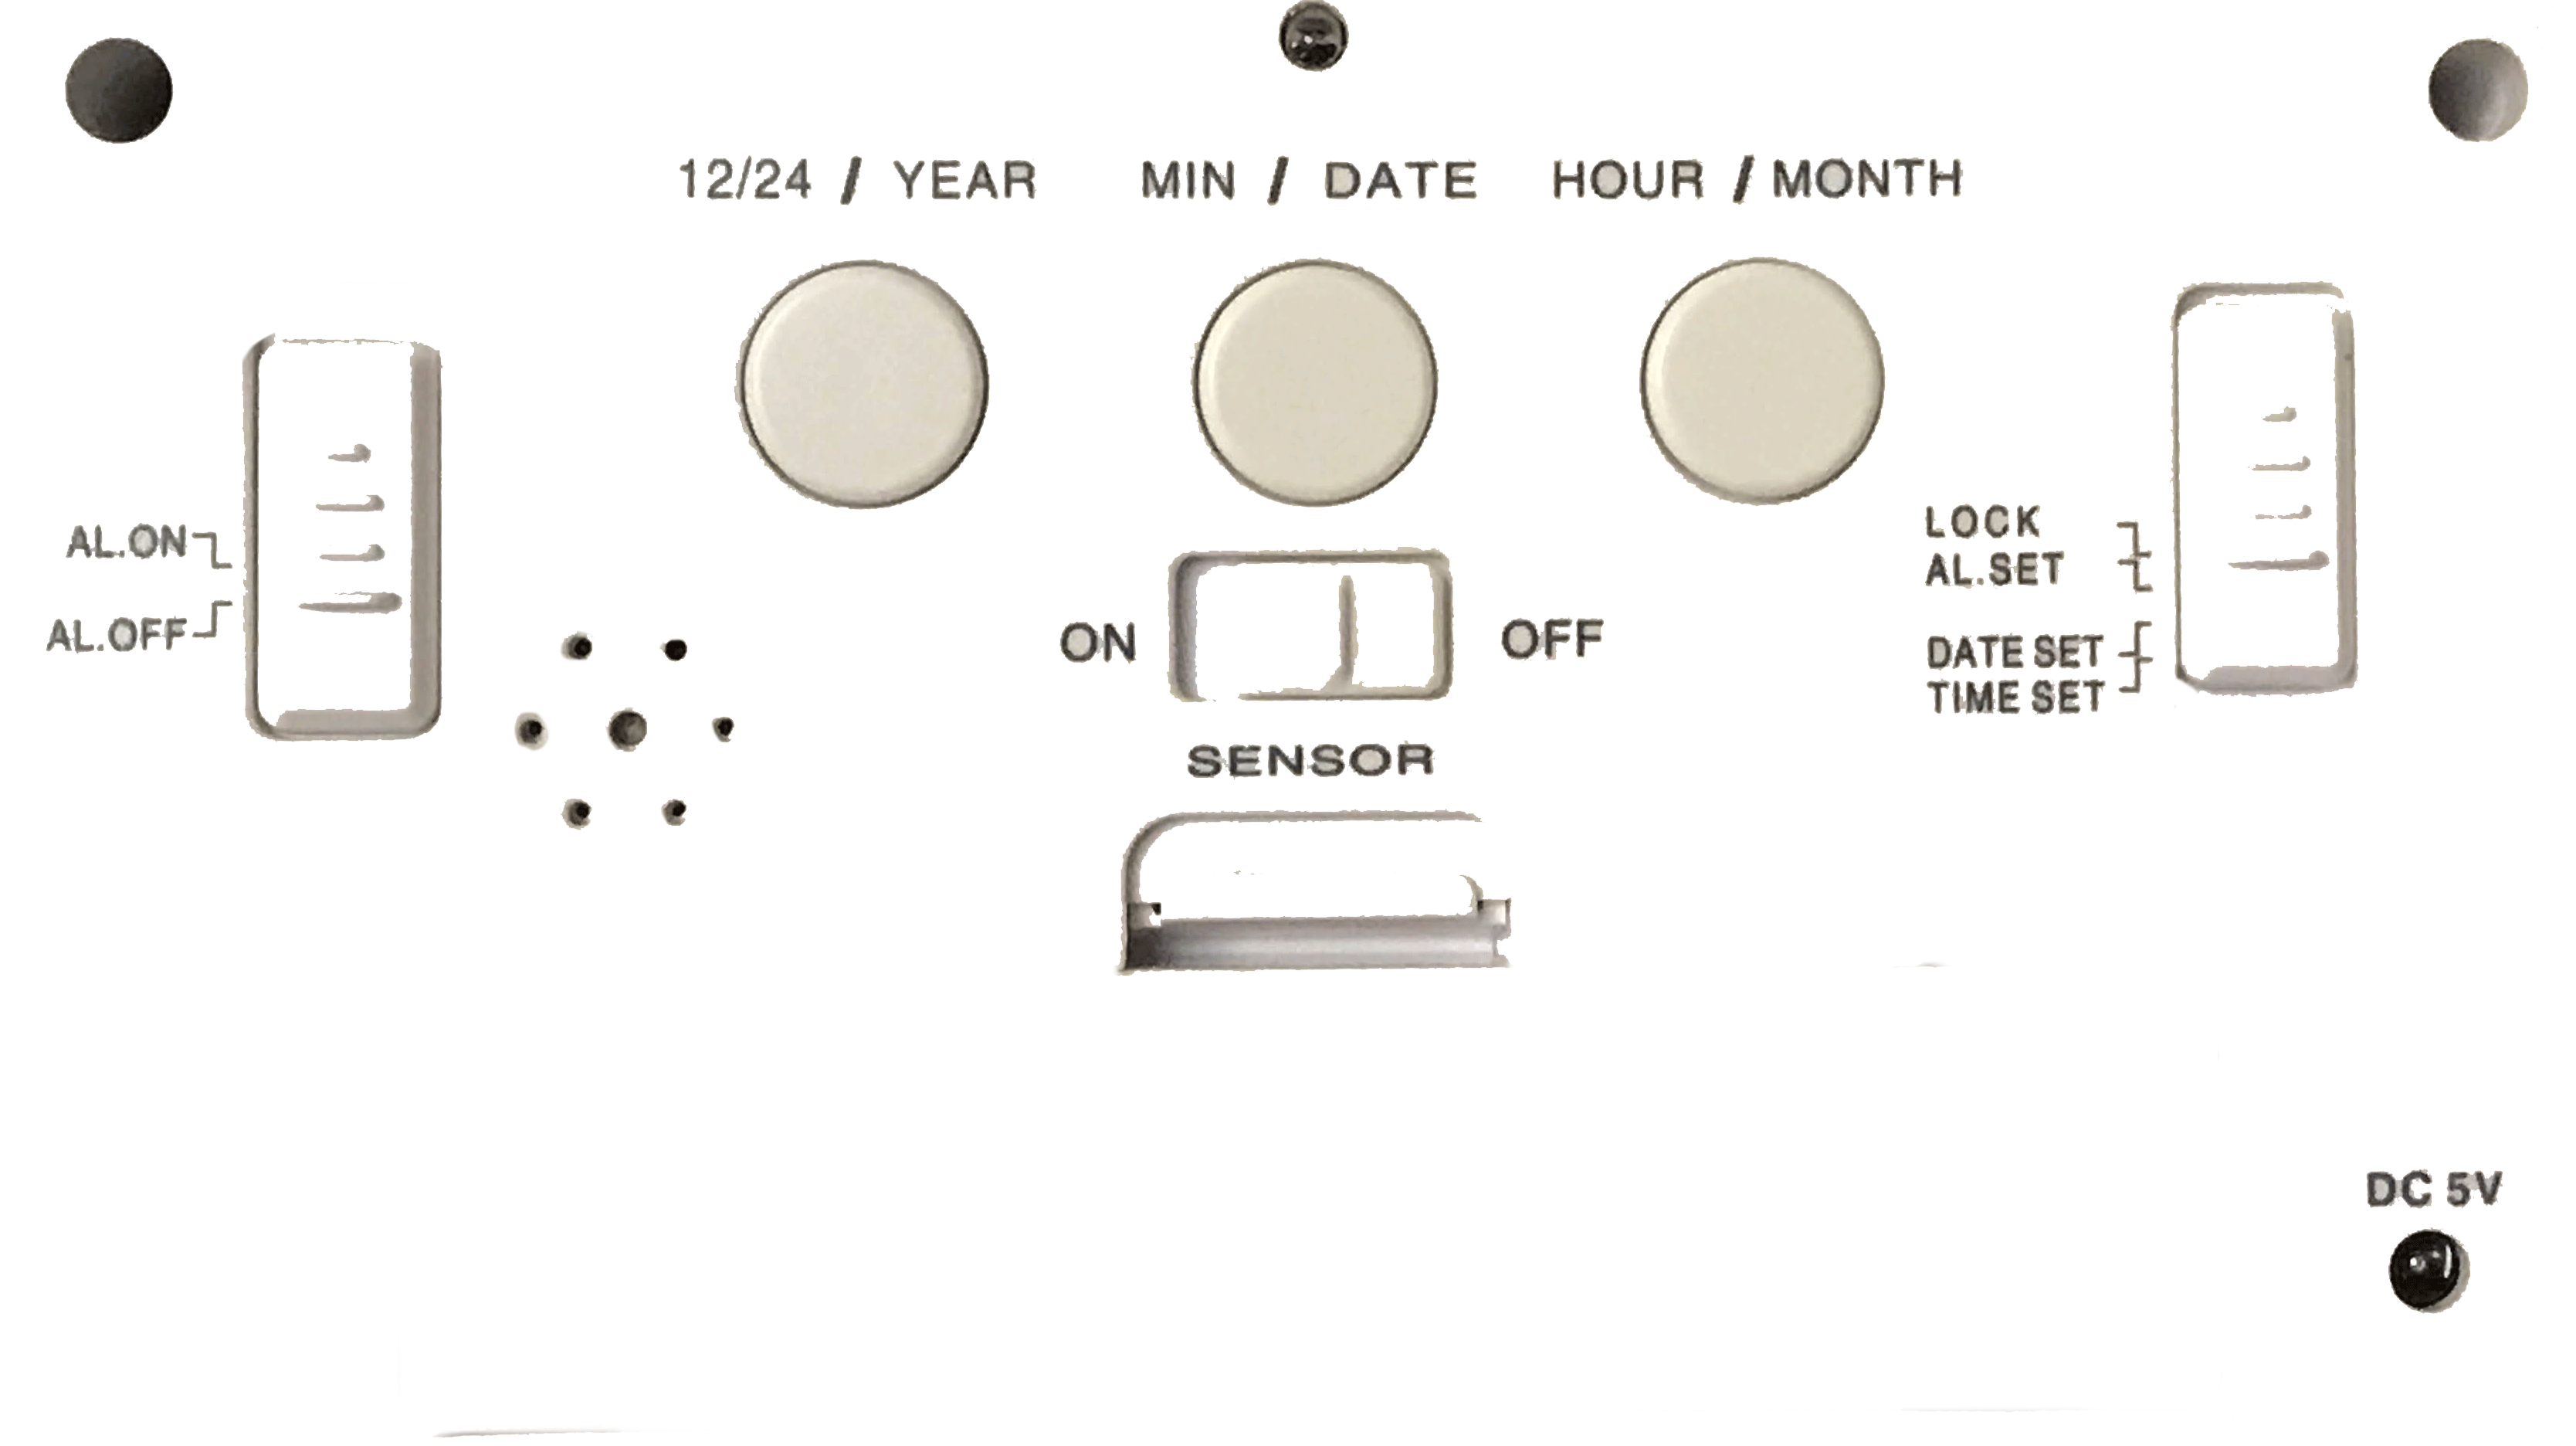 12/24 / YEAR
MIN / DATE
HOUR / MONTH
AL.ON
AL.OFF
ON
OFF
SENSOR
LOCK
AL.SET
DATE SET
TIME SET
DC 5V